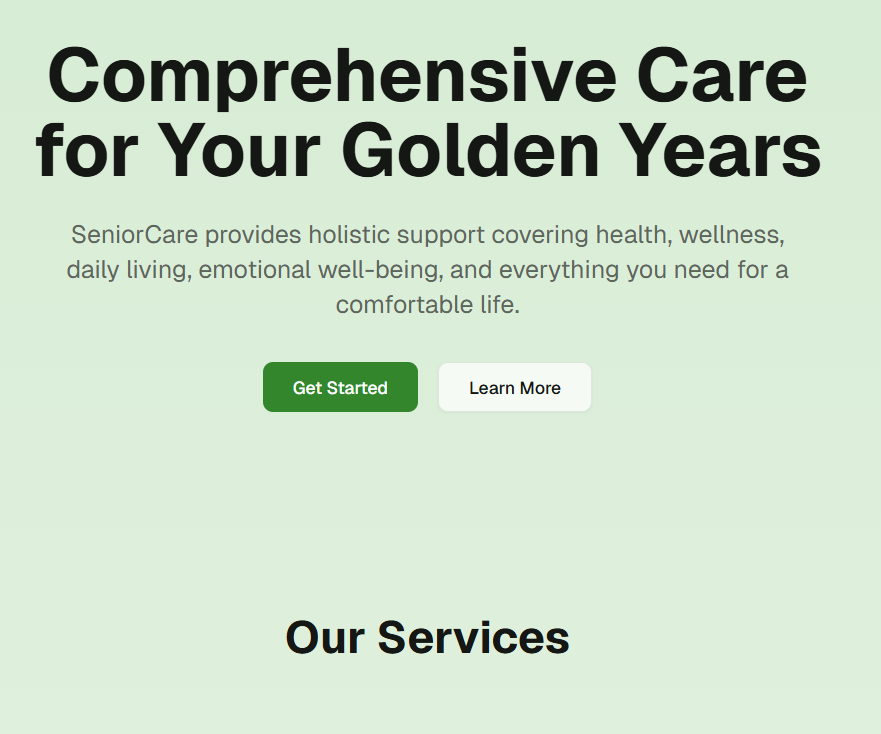 Comprehensive Care
for Your Golden Years
SeniorCare provides holistic support covering health, wellness,
daily living, emotional well-being, and everything you need for a
comfortable life.
Get Started
Learn More
Our Services